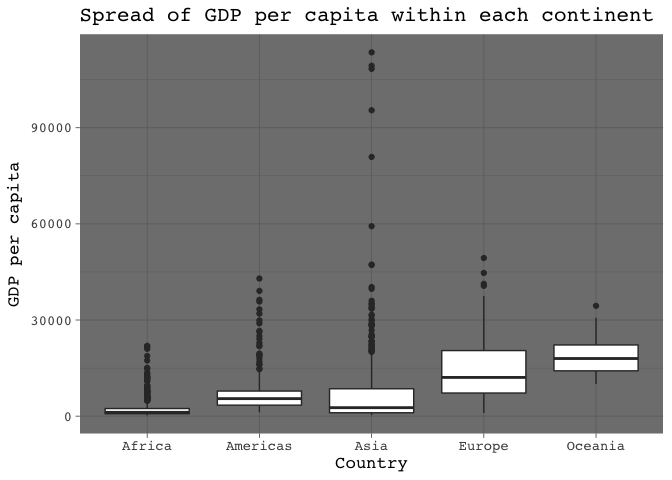 Spread of GDP per capita within each continent
GDP per capita
90000
60000
30000
0
Africa Americas Asia Europe Oceania
Country